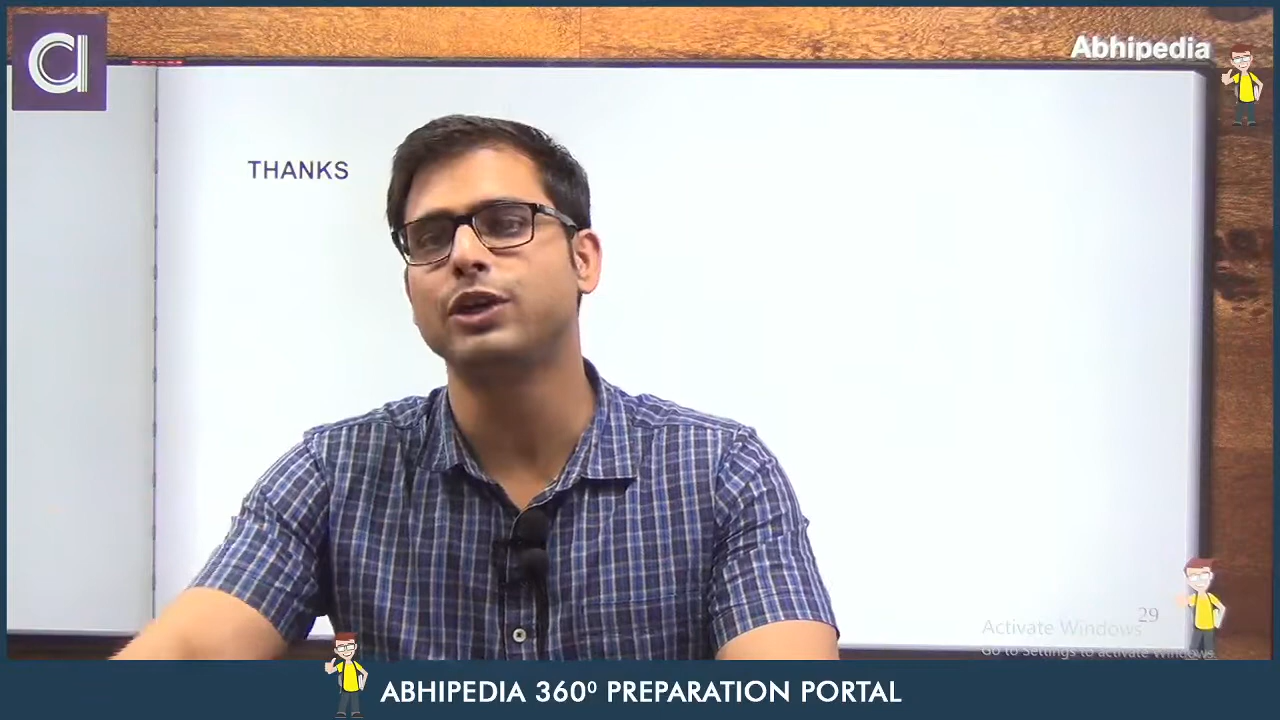 Abhipedia
THANKS
29
Activate Windows
Go to Settings to activate Windows.
ABHIPEDIA 360⁰ PREPARATION PORTAL